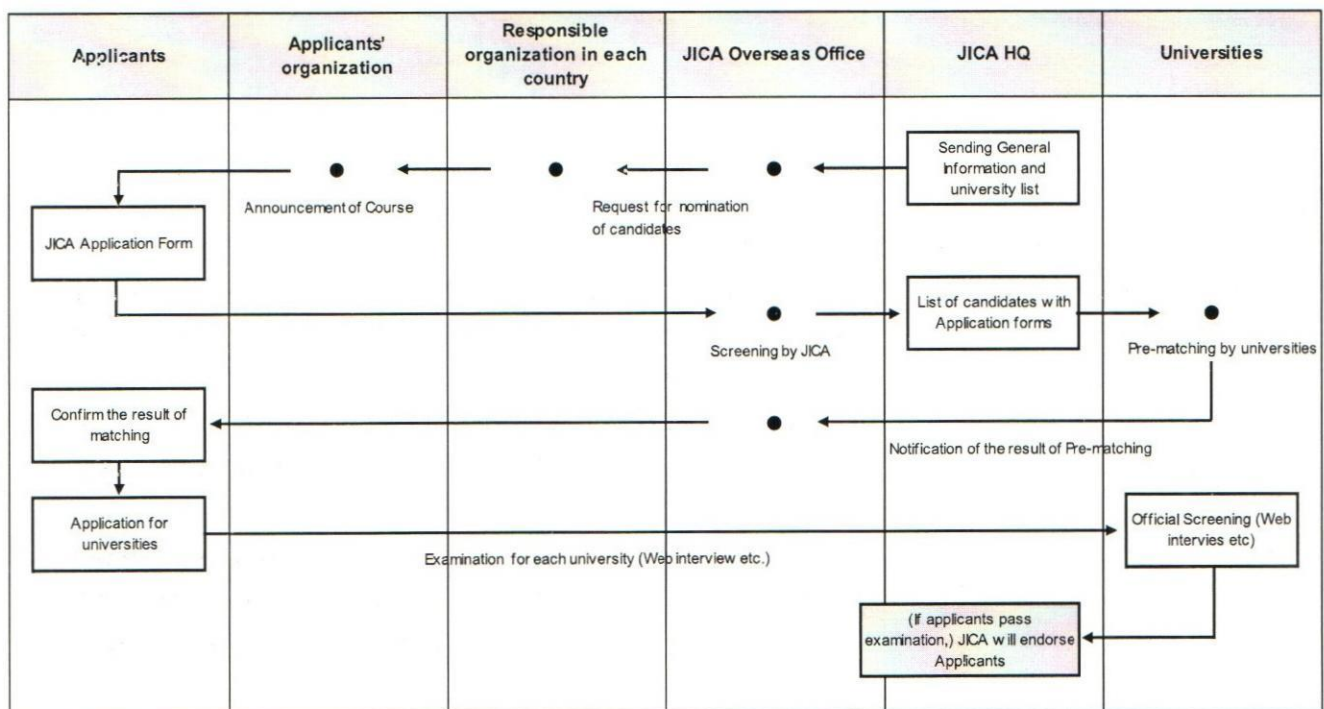 Applicants
Applicants'
organization
Responsible
organization in each
country
JICA Overseas Office
JICA HQ
Universities
Sending General
Information and
university list
Announcement of Course
Request for nomination
of candidates
JICA Application Form
List of candidates with
Application forms
Screening by JICA
Pre-matching by universities
Confirm the result of
matching
Notification of the result of Pre-matching
Application for
universities
Official Screening (Web
intervies etc)
Examination for each university (Web interview etc.)
(If applicants pass
examination,) JICA will endorse
Applicants